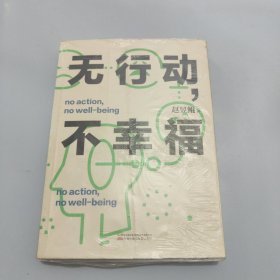 无行动，
no action,
no well-being
赵昱鲲
不幸福
no action,
no well-being